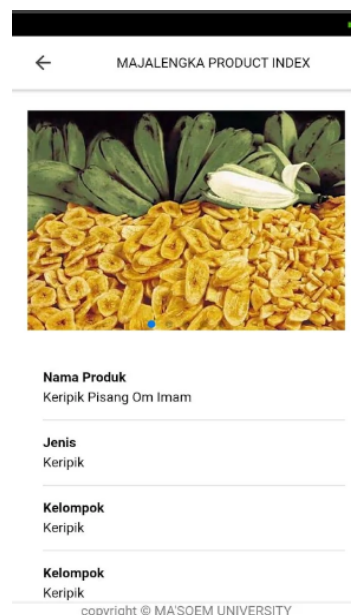 MAJALENGKA PRODUCT INDEX
Nama Produk
Keripik Pisang Om Imam
Jenis
Keripik
Kelompok
Keripik
Kelompok
Keripik
copyright © MA'SOEM UNIVERSITY